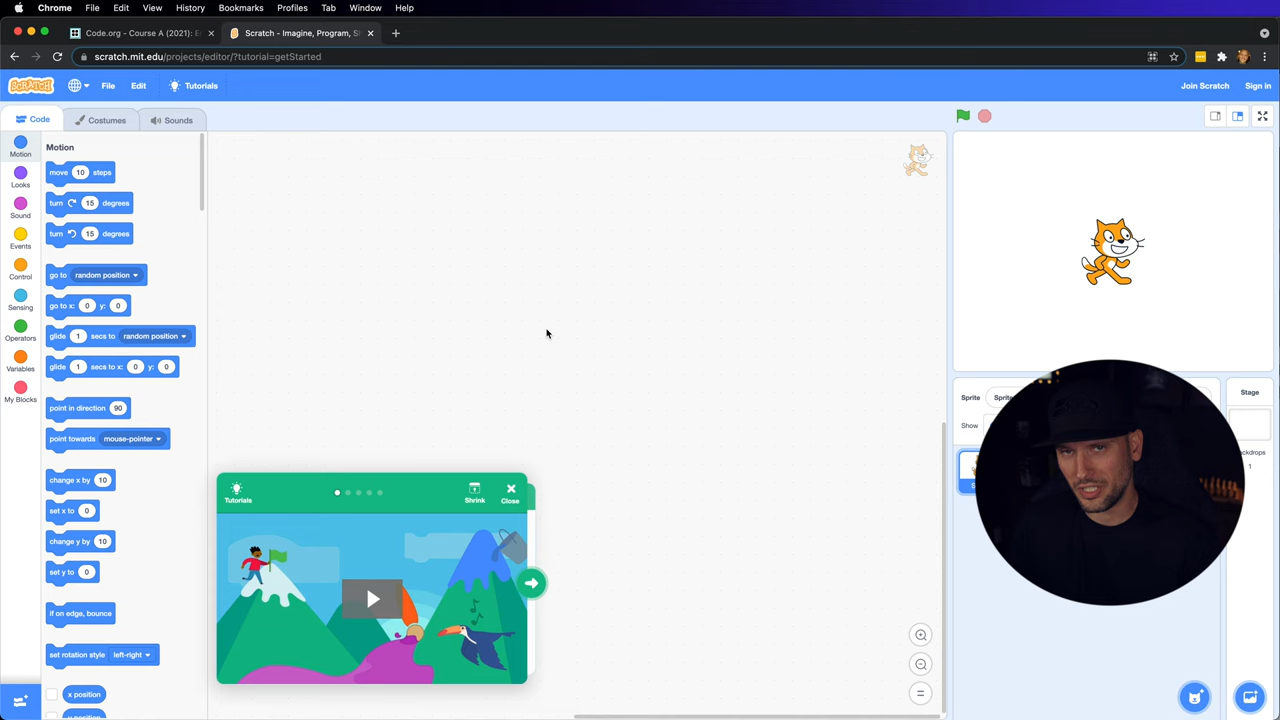 Chrome File Edit View History Bookmarks Profiles Tab Window Help
Code.org - Course A (2021): E
Scratch - Imagine, Program, S
scratch.mit.edu/projects/editor/?tutorial=getStarted
SCRATCH File Edit Tutorials Join Scratch Sign in
Code Costumes Sounds
Motion
Looks
Sound
Events
Control
Sensing
Operators
Variables
My Blocks
Motion
move 10 steps
turn 15 degrees
turn 15 degrees
go to random position
go to x: 0 y: 0
glide 1 secs to random position
glide 1 secs to x: 0 y: 0
point in direction 90
point towards mouse-pointer
change x by 10
set x to 0
change y by 10
set y to 0
if on edge, bounce
set rotation style left-right
x position
Tutorials Shrink Close
Sprite Sprit
Show
Stage
ckdrops
1